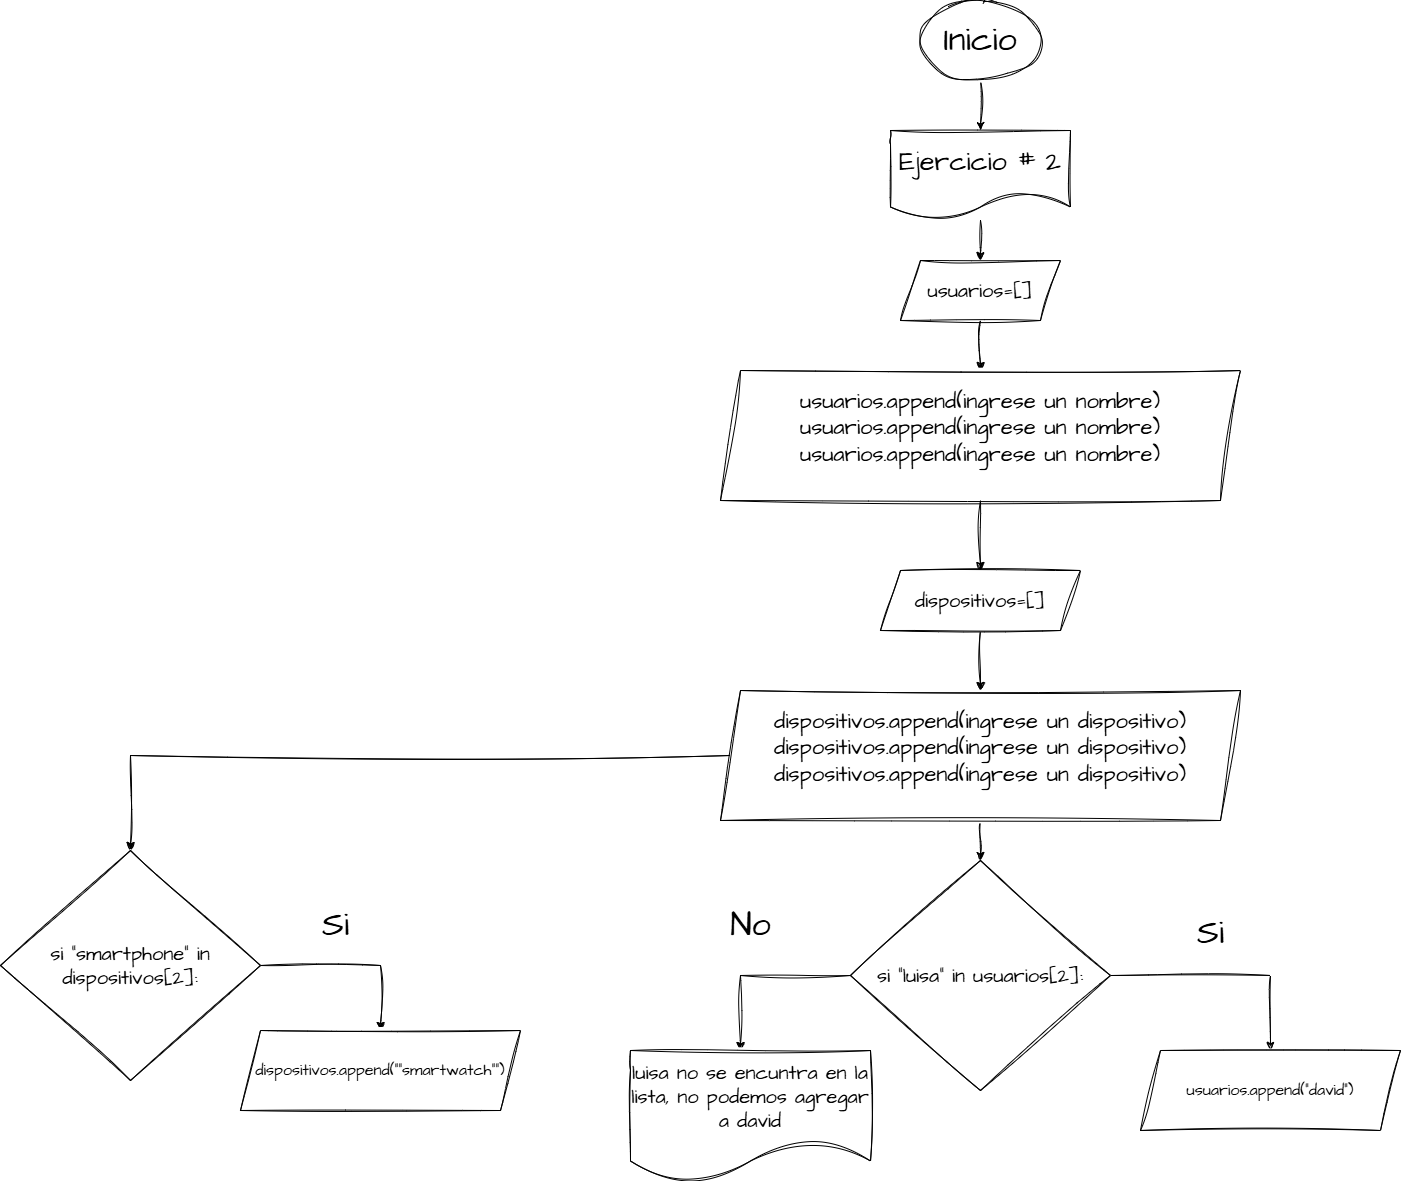 Inicio
Ejercicio # 2
usuarios=[]
usuarios.append(ingrese un nombre)
usuarios.append(ingrese un nombre)
usuarios.append(ingrese un nombre)
dispositivos=[]
dispositivos.append(ingrese un dispositivo)
dispositivos.append(ingrese un dispositivo)
dispositivos.append(ingrese un dispositivo)
si "smartphone" in
dispositivos[2]:
Si
dispositivos.append(""smartwatch"")
No
si "luisa" in usuarios[2]:
Si
luisa no se encuntra en la
lista, no podemos agregar
a david
usuarios.append("david")